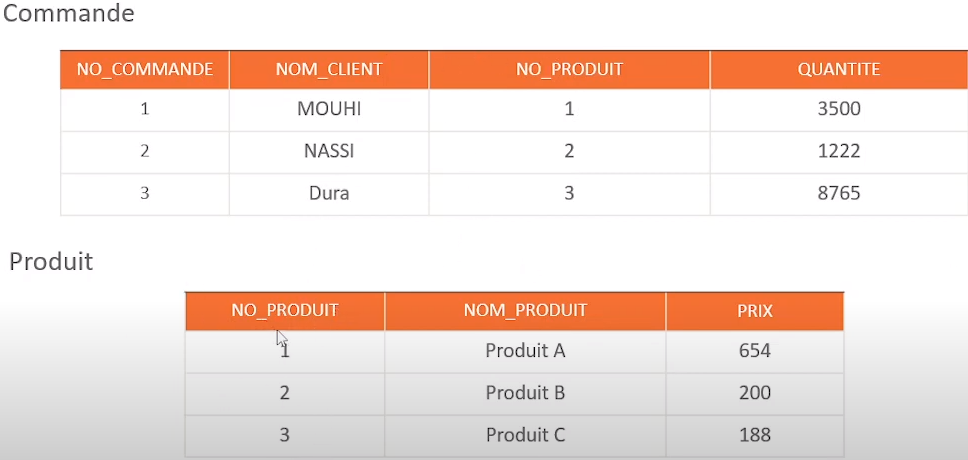 Commande
NO_COMMANDE NOM_CLIENT NO_PRODUIT QUANTITE
1 MOUHI 1 3500
2 NASSI 2 1222
3 Dura 3 8765
Produit
NO_PRODUIT NOM_PRODUIT PRIX
1 Produit A 654
2 Produit B 200
3 Produit C 188